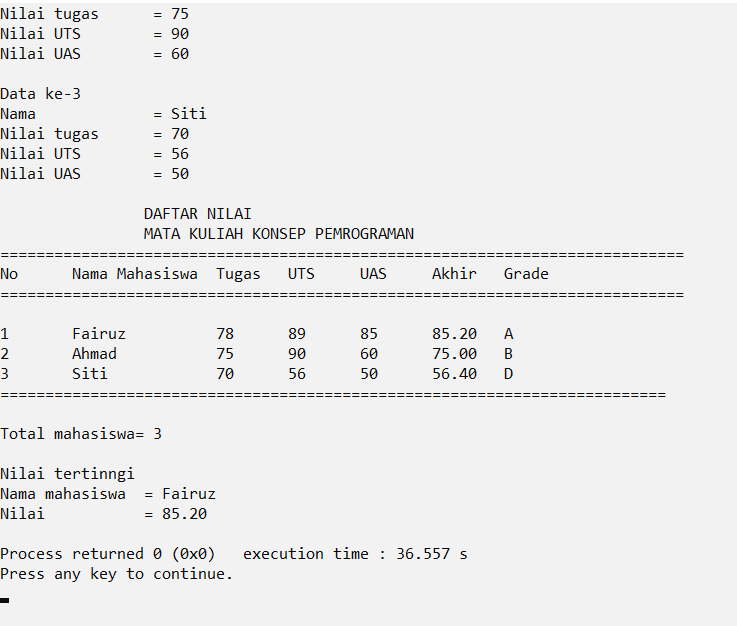 Nilai tugas      = 75
Nilai UTS        = 90
Nilai UAS        = 60
Data ke-3
Nama             = Siti
Nilai tugas      = 70
Nilai UTS        = 56
Nilai UAS        = 50
                DAFTAR NILAI
                MATA KULIAH KONSEP PEMROGRAMAN
============================================================================
No      Nama Mahasiswa  Tugas   UTS     UAS     Akhir   Grade
============================================================================
1       Fairuz          78      89      85      85.20   A
2       Ahmad           75      90      60      75.00   B
3       Siti            70      56      50      56.40   D
==========================================================================
Total mahasiswa= 3
Nilai tertinngi
Nama mahasiswa  = Fairuz
Nilai           = 85.20
Process returned 0 (0x0)   execution time : 36.557 s
Press any key to continue.